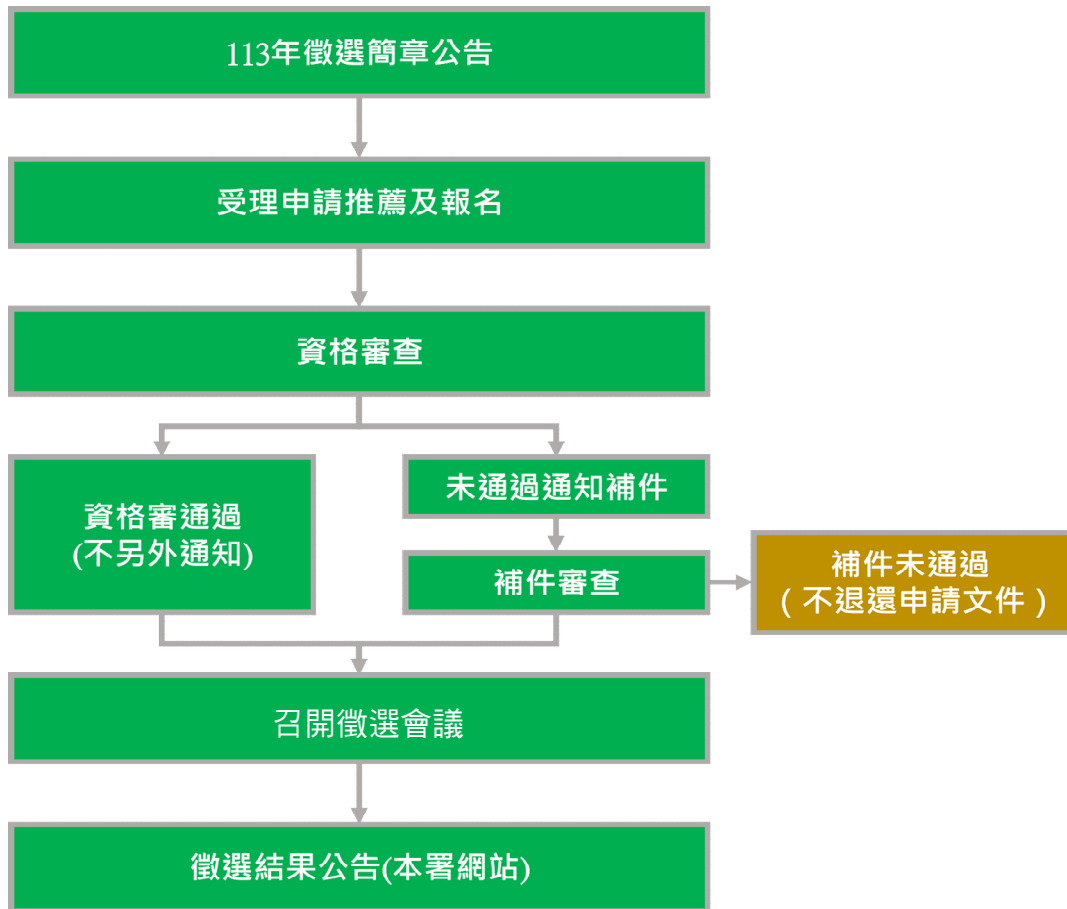 113年徵選簡章公告
受理申請推薦及報名
資格審查
資格審通過
(不另外通知)
未通過通知補件
補件審查
補件未通過
（不退還申請文件）
召開徵選會議
徵選結果公告(本署網站)